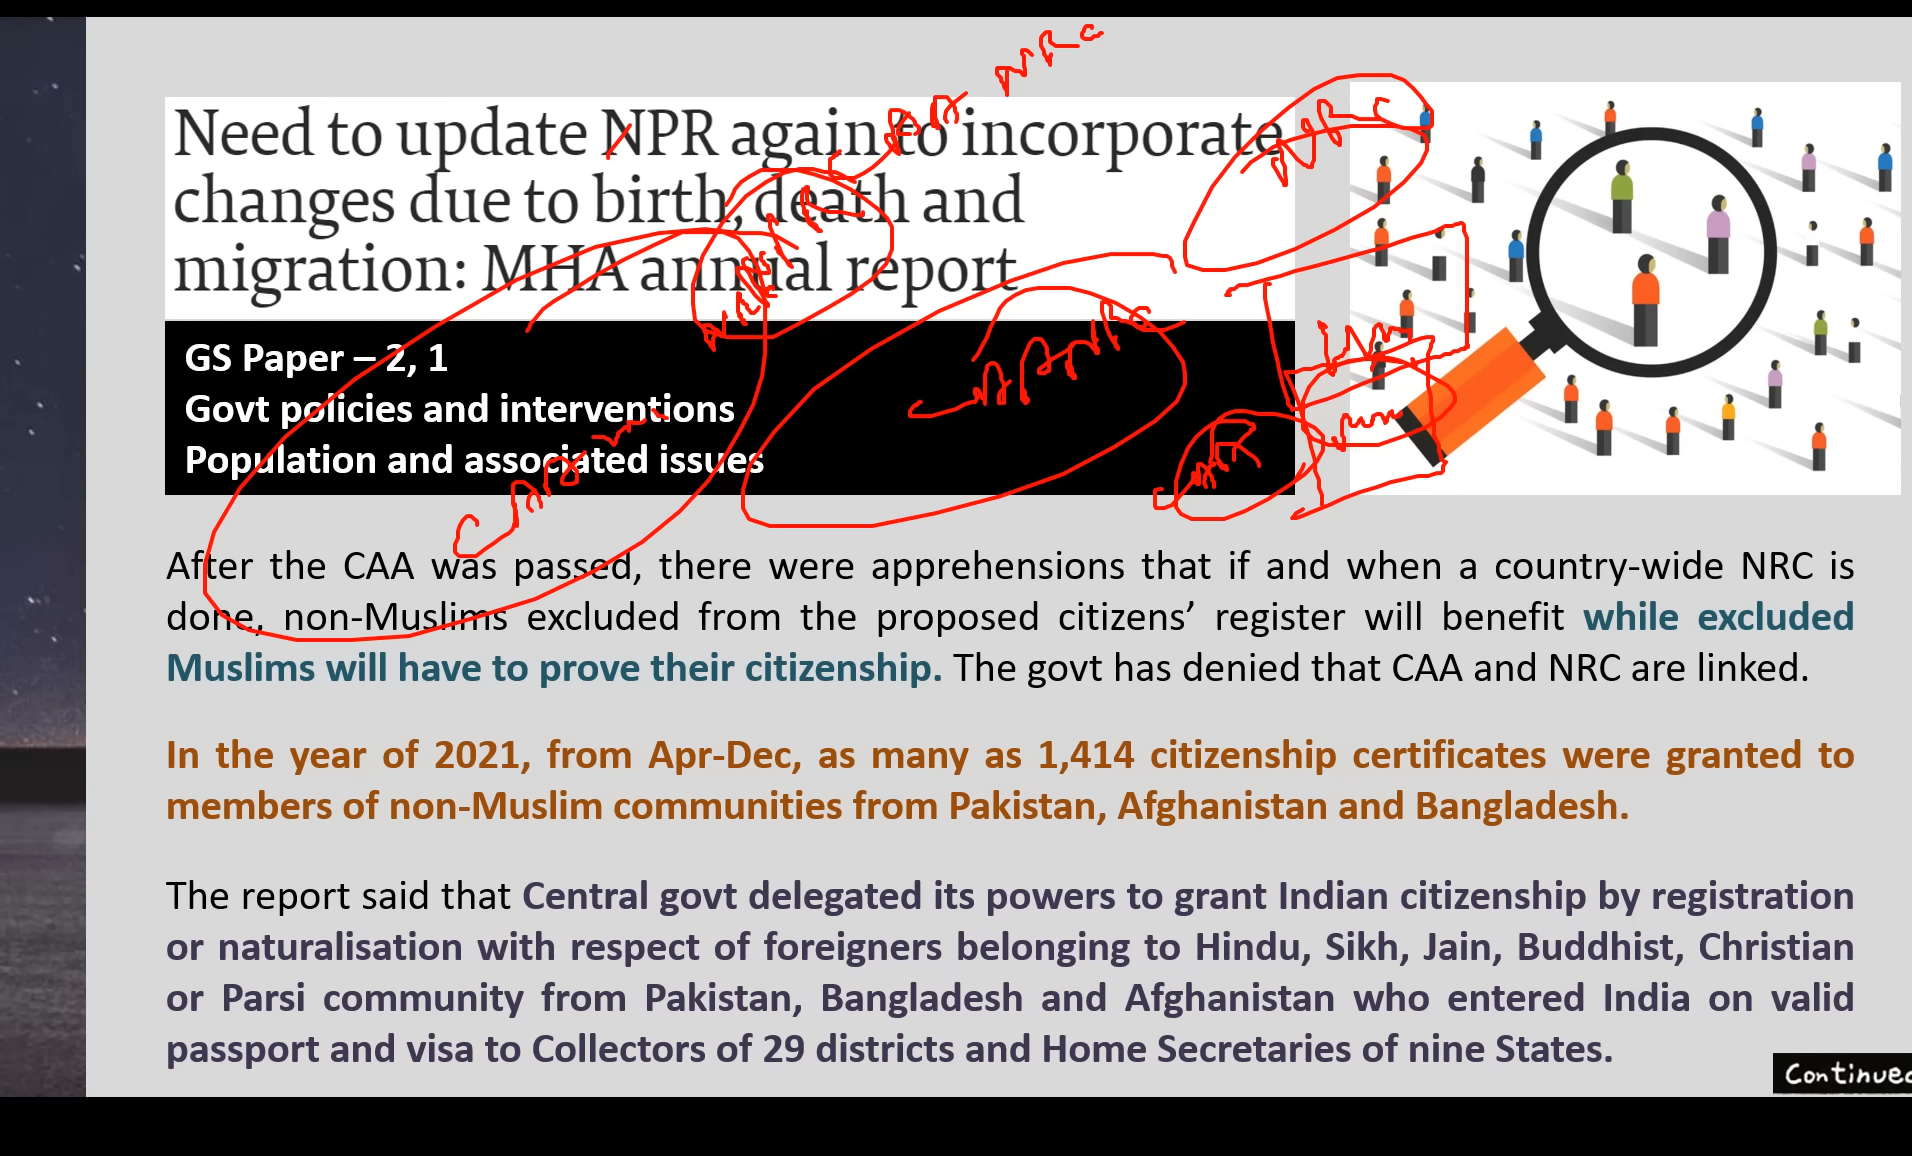 Need to update NPR again to incorporate
changes due to birth, death and
migration: MHA annual report
NRC
NRC
GS Paper – 2, 1
Govt policies and interventions
Population and associated issues
After the CAA was passed, there were apprehensions that if and when a country-wide NRC is
done, non-Muslims excluded from the proposed citizens’ register will benefit while excluded
Muslims will have to prove their citizenship. The govt has denied that CAA and NRC are linked.
In the year of 2021, from Apr-Dec, as many as 1,414 citizenship certificates were granted to
members of non-Muslim communities from Pakistan, Afghanistan and Bangladesh.
The report said that Central govt delegated its powers to grant Indian citizenship by registration
or naturalisation with respect of foreigners belonging to Hindu, Sikh, Jain, Buddhist, Christian
or Parsi community from Pakistan, Bangladesh and Afghanistan who entered India on valid
passport and visa to Collectors of 29 districts and Home Secretaries of nine States.
Continued